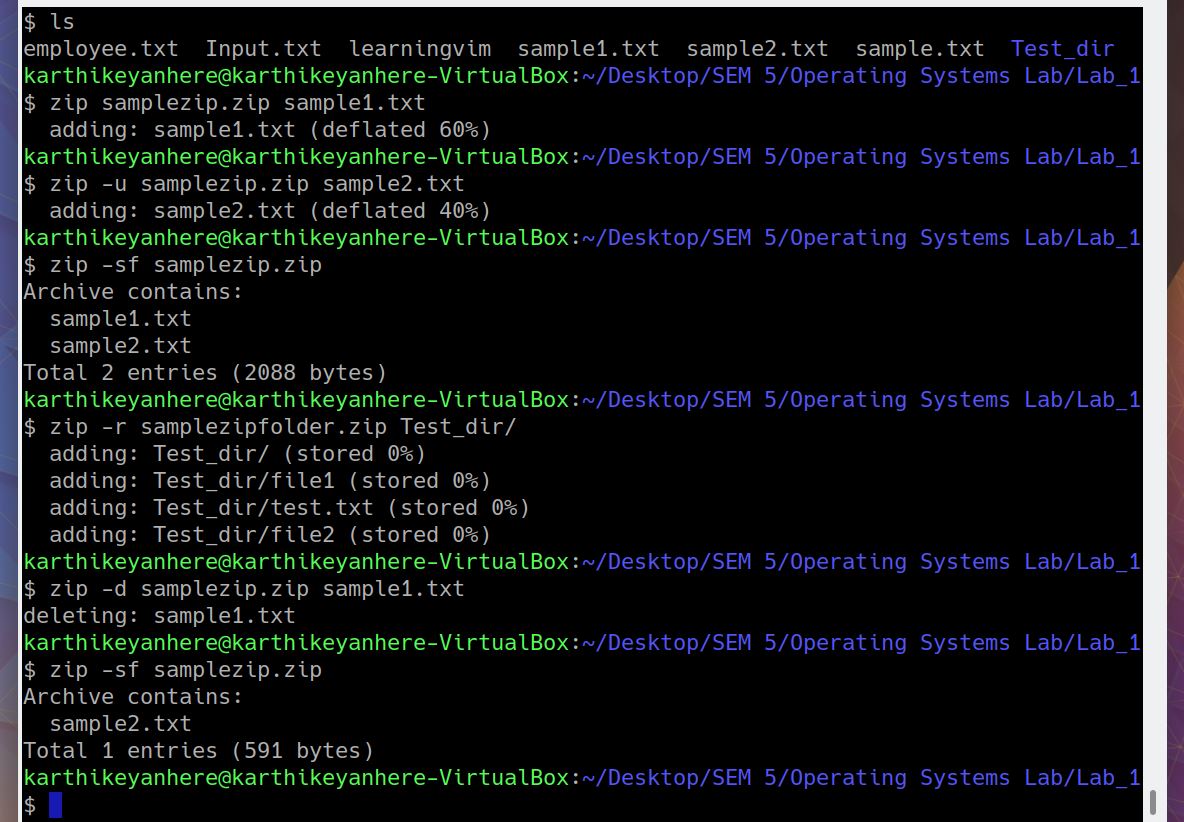 $ ls
employee.txt  Input.txt  learningvim  sample1.txt  sample2.txt  sample.txt  Test_dir
karthikeyanhere@karthikeyanhere-VirtualBox:~/Desktop/SEM 5/Operating Systems Lab/Lab_1
$ zip samplezip.zip sample1.txt
  adding: sample1.txt (deflated 60%)
karthikeyanhere@karthikeyanhere-VirtualBox:~/Desktop/SEM 5/Operating Systems Lab/Lab_1
$ zip -u samplezip.zip sample2.txt
  adding: sample2.txt (deflated 40%)
karthikeyanhere@karthikeyanhere-VirtualBox:~/Desktop/SEM 5/Operating Systems Lab/Lab_1
$ zip -sf samplezip.zip
Archive contains:
  sample1.txt
  sample2.txt
Total 2 entries (2088 bytes)
karthikeyanhere@karthikeyanhere-VirtualBox:~/Desktop/SEM 5/Operating Systems Lab/Lab_1
$ zip -r samplezipfolder.zip Test_dir/
  adding: Test_dir/ (stored 0%)
  adding: Test_dir/file1 (stored 0%)
  adding: Test_dir/test.txt (stored 0%)
  adding: Test_dir/file2 (stored 0%)
karthikeyanhere@karthikeyanhere-VirtualBox:~/Desktop/SEM 5/Operating Systems Lab/Lab_1
$ zip -d samplezip.zip sample1.txt
deleting: sample1.txt
karthikeyanhere@karthikeyanhere-VirtualBox:~/Desktop/SEM 5/Operating Systems Lab/Lab_1
$ zip -sf samplezip.zip
Archive contains:
  sample2.txt
Total 1 entries (591 bytes)
karthikeyanhere@karthikeyanhere-VirtualBox:~/Desktop/SEM 5/Operating Systems Lab/Lab_1
$